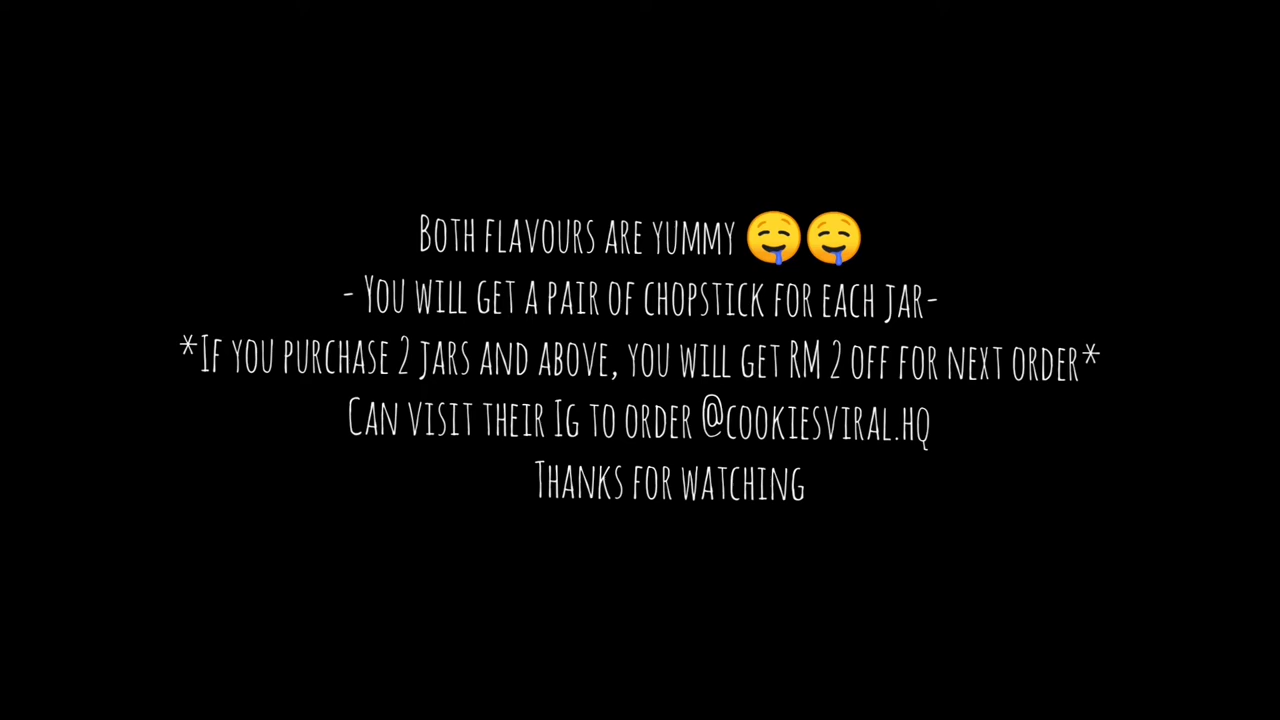 Both flavours are yummy 🤤🤤
- You will get a pair of chopstick for each jar-
*If you purchase 2 jars and above, you will get RM 2 off for next order*
Can visit their Ig to order @cookiesviral.hq
Thanks for watching